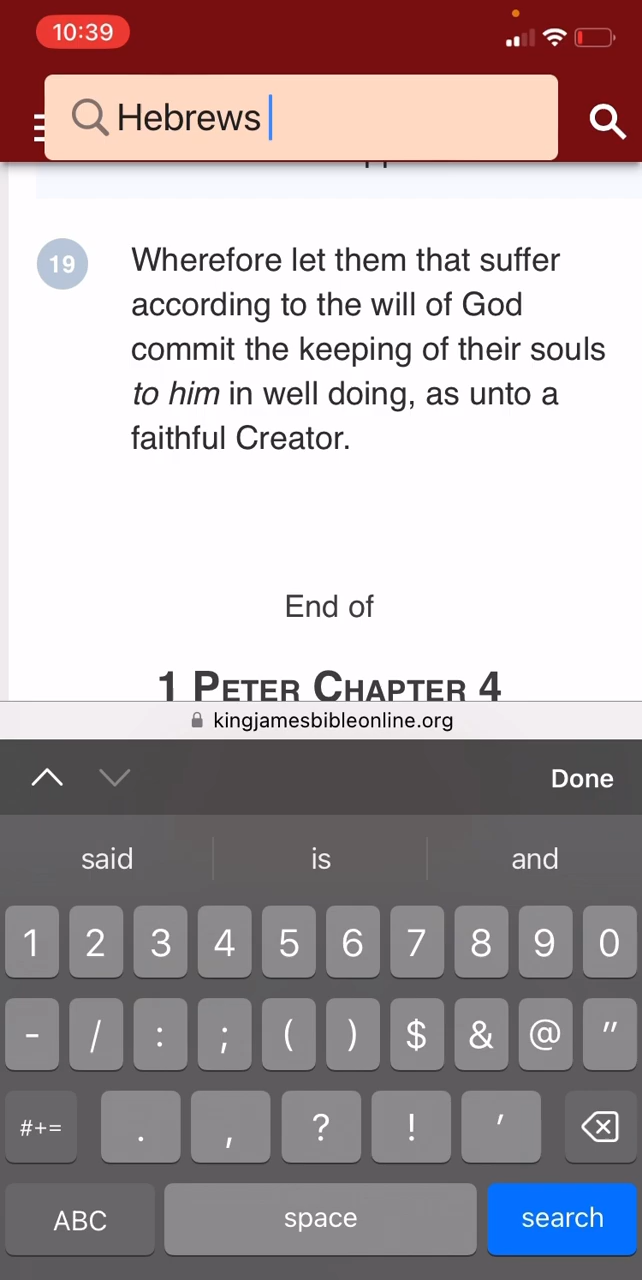 10:39
Hebrews
19
Wherefore let them that suffer
according to the will of God
commit the keeping of their souls
to him in well doing, as unto a
faithful Creator.
End of
1 Peter Chapter 4
kingjamesbibleonline.org
Done
said is and
1 2 3 4 5 6 7 8 9 0
- / : ; ( ) $ & @ "
#+= . , ? ! '
ABC space search